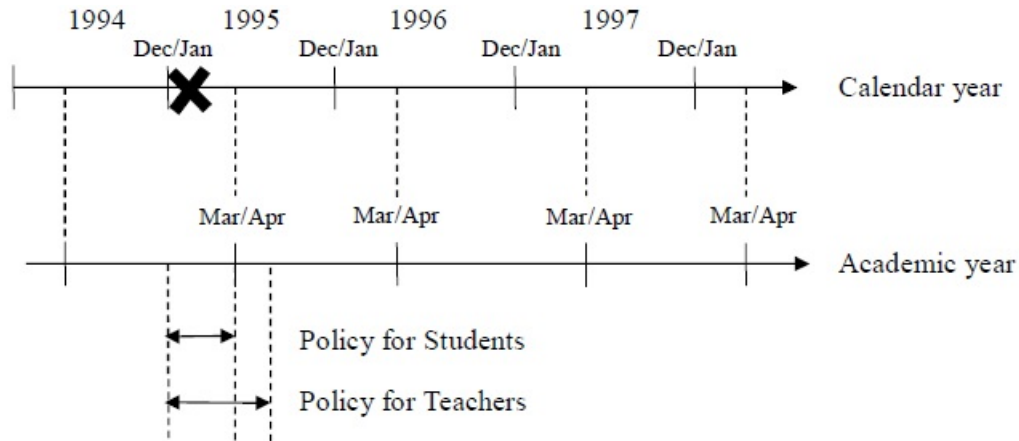 1994 1995 1996 1997
Dec/Jan Dec/Jan Dec/Jan Dec/Jan
Calendar year
Mar/Apr Mar/Apr Mar/Apr Mar/Apr
Academic year
Policy for Students
Policy for Teachers